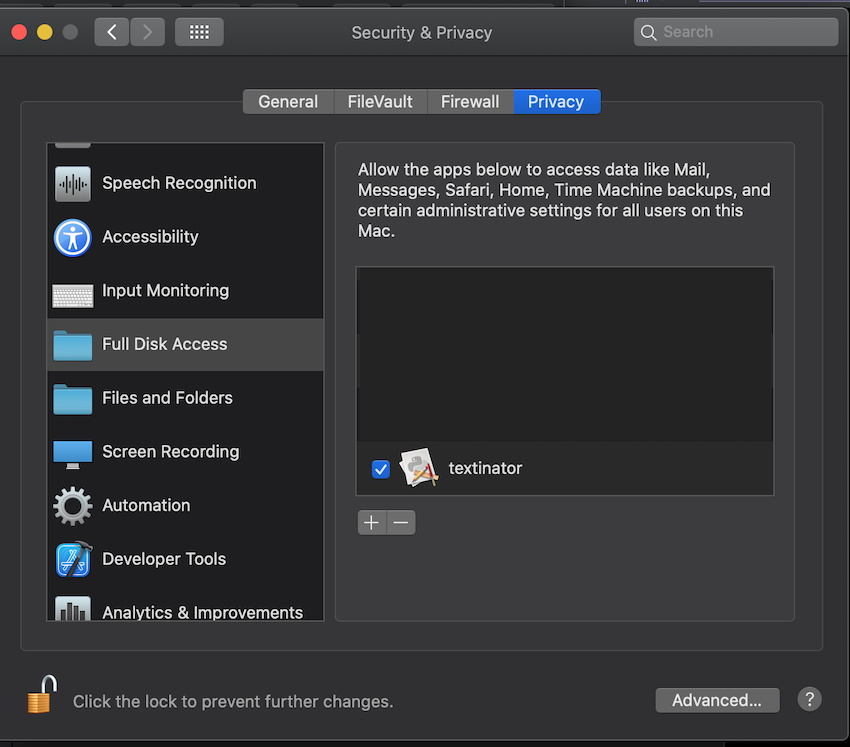 Security & Privacy
Search
General
FileVault
Firewall
Privacy
Speech Recognition
Accessibility
Input Monitoring
Full Disk Access
Files and Folders
Screen Recording
Automation
Developer Tools
Analytics & Improvements
Allow the apps below to access data like Mail,
Messages, Safari, Home, Time Machine backups, and
certain administrative settings for all users on this
Mac.
textinator
Click the lock to prevent further changes.
Advanced...
?